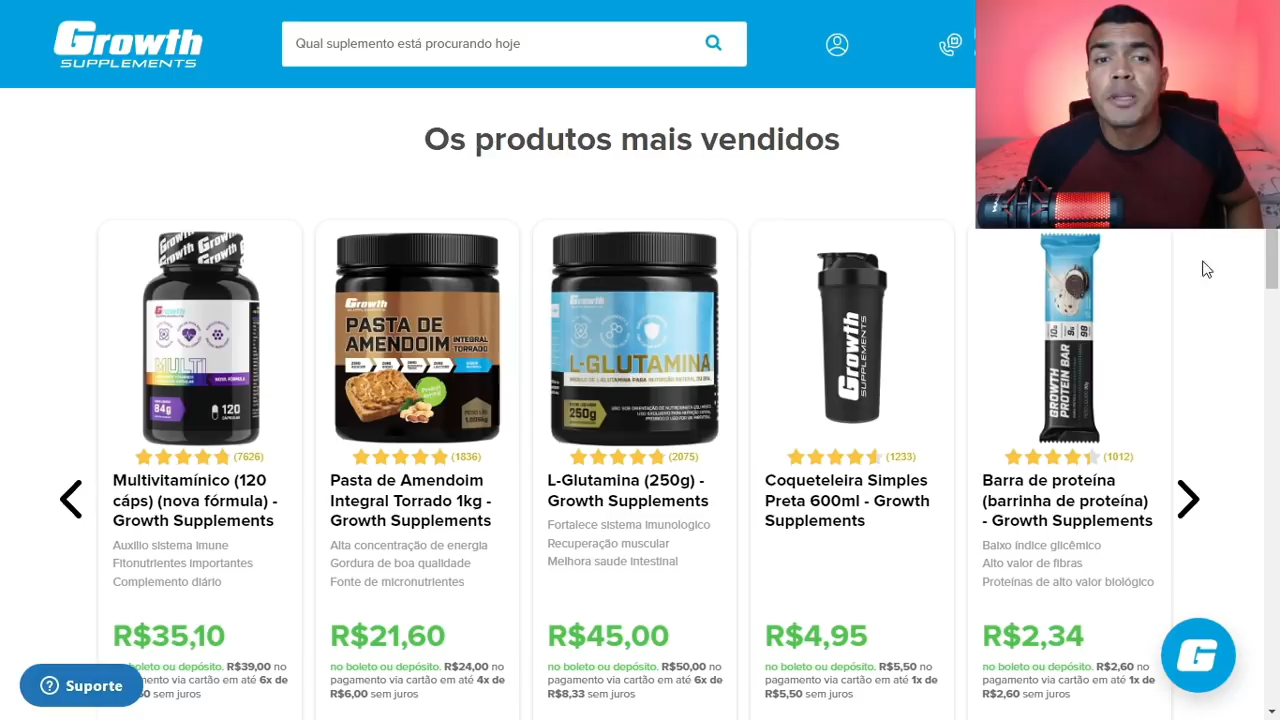 Growth
SUPPLEMENTS
Qual suplemento está procurando hoje
Os produtos mais vendidos
Growth
MULTI
NOVA FÓRMULA
84g
120
CÁPSULAS
Growth
SUPPLEMENTS
PASTA DE
AMENDOIM
INTEGRAL
TORRADO
Growth
L-GLUTAMINA
250g
Growth
SUPPLEMENTS
10g
9g
98
GROWTH
PROTEIN BAR
(7626)
Multivitamínico (120
cáps) (nova fórmula) -
Growth Supplements
Auxilio sistema imune
Fitonutrientes importantes
Complemento diário
R$35,10
boleto ou depósito. R$39,00 no
pagamento via cartão em até 6x de
sem juros
(1836)
Pasta de Amendoim
Integral Torrado 1kg -
Growth Supplements
Alta concentração de energia
Gordura de boa qualidade
Fonte de micronutrientes
R$21,60
no boleto ou depósito. R$24,00 no
pagamento via cartão em até 4x de
R$6,00 sem juros
(2075)
L-Glutamina (250g) -
Growth Supplements
Fortalece sistema imunologico
Recuperação muscular
Melhora saude intestinal
R$45,00
no boleto ou depósito. R$50,00 no
pagamento via cartão em até 6x de
R$8,33 sem juros
(1233)
Coqueteleira Simples
Preta 600ml - Growth
Supplements
R$4,95
no boleto ou depósito. R$5,50 no
pagamento via cartão em até 1x de
R$5,50 sem juros
(1012)
Barra de proteína
(barrinha de proteína)
- Growth Supplements
Baixo índice glicêmico
Alto valor de fibras
Proteínas de alto valor biológico
R$2,34
no boleto ou depósito. R$2,60 no
pagamento via cartão em até 1x de
R$2,60 sem juros
Suporte
G